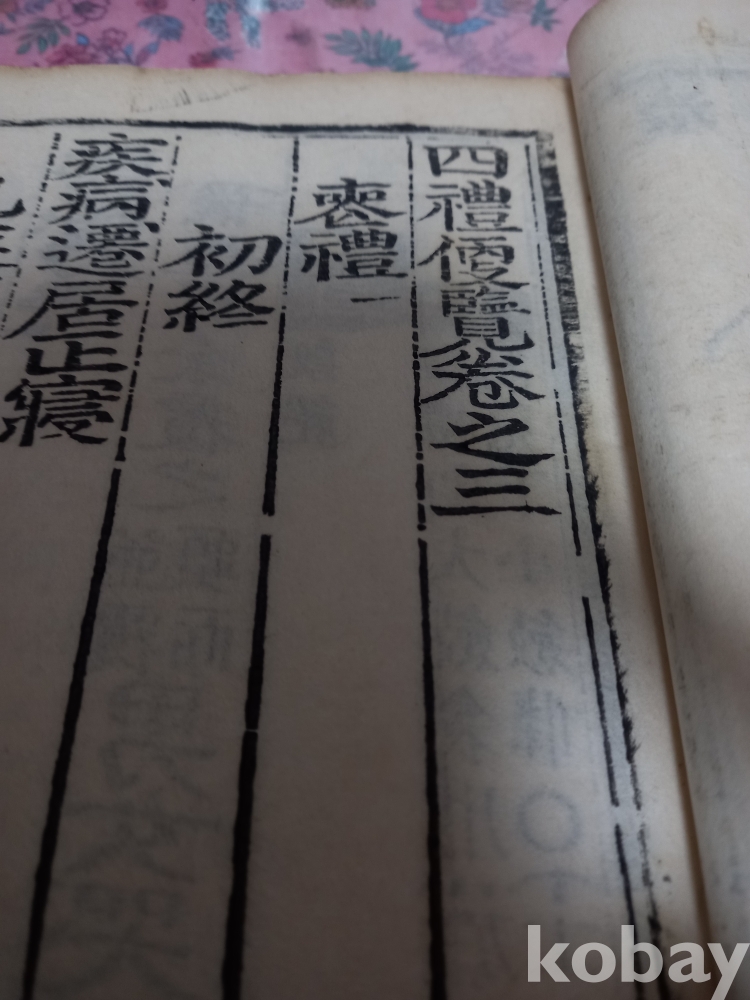 四禮便覽卷之三
喪禮一
初終
疾病遷居正寢
kobay